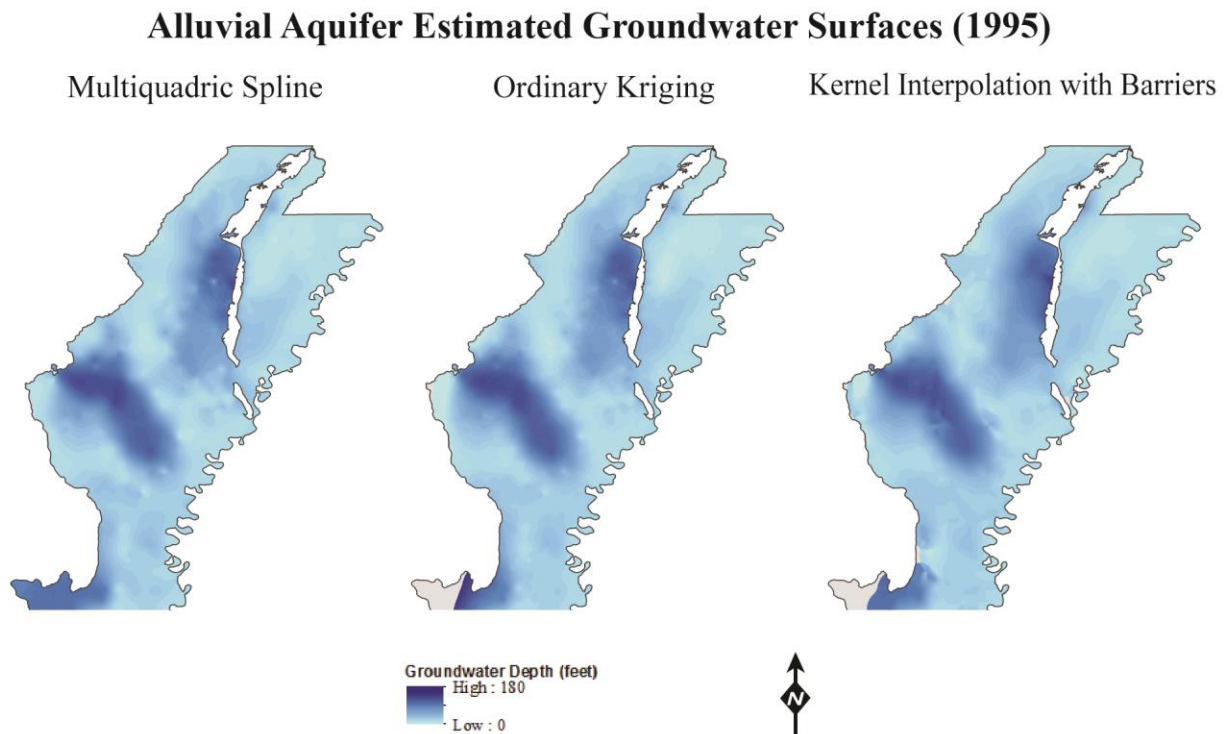 Alluvial Aquifer Estimated Groundwater Surfaces (1995)
Multiquadric Spline
Ordinary Kriging
Kernel Interpolation with Barriers
Groundwater Depth (feet)
High : 180
Low : 0
N